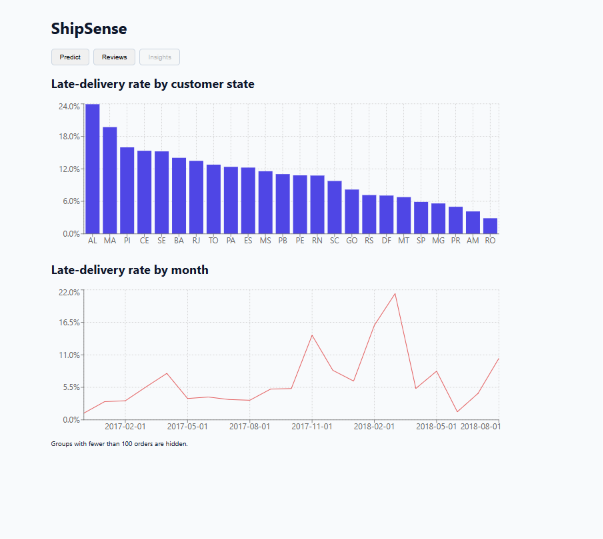 ShipSense
Predict Reviews Insights
Late-delivery rate by customer state
24.0%
18.0%
12.0%
6.0%
0.0%
AL MA PI CE SE BA RJ TO PA ES MS PB PE RN SC GO RS DF MT SP MG PR AM RO
Late-delivery rate by month
22.0%
16.5%
11.0%
5.5%
0.0%
2017-02-01 2017-05-01 2017-08-01 2017-11-01 2018-02-01 2018-05-01 2018-08-01
Groups with fewer than 100 orders are hidden.